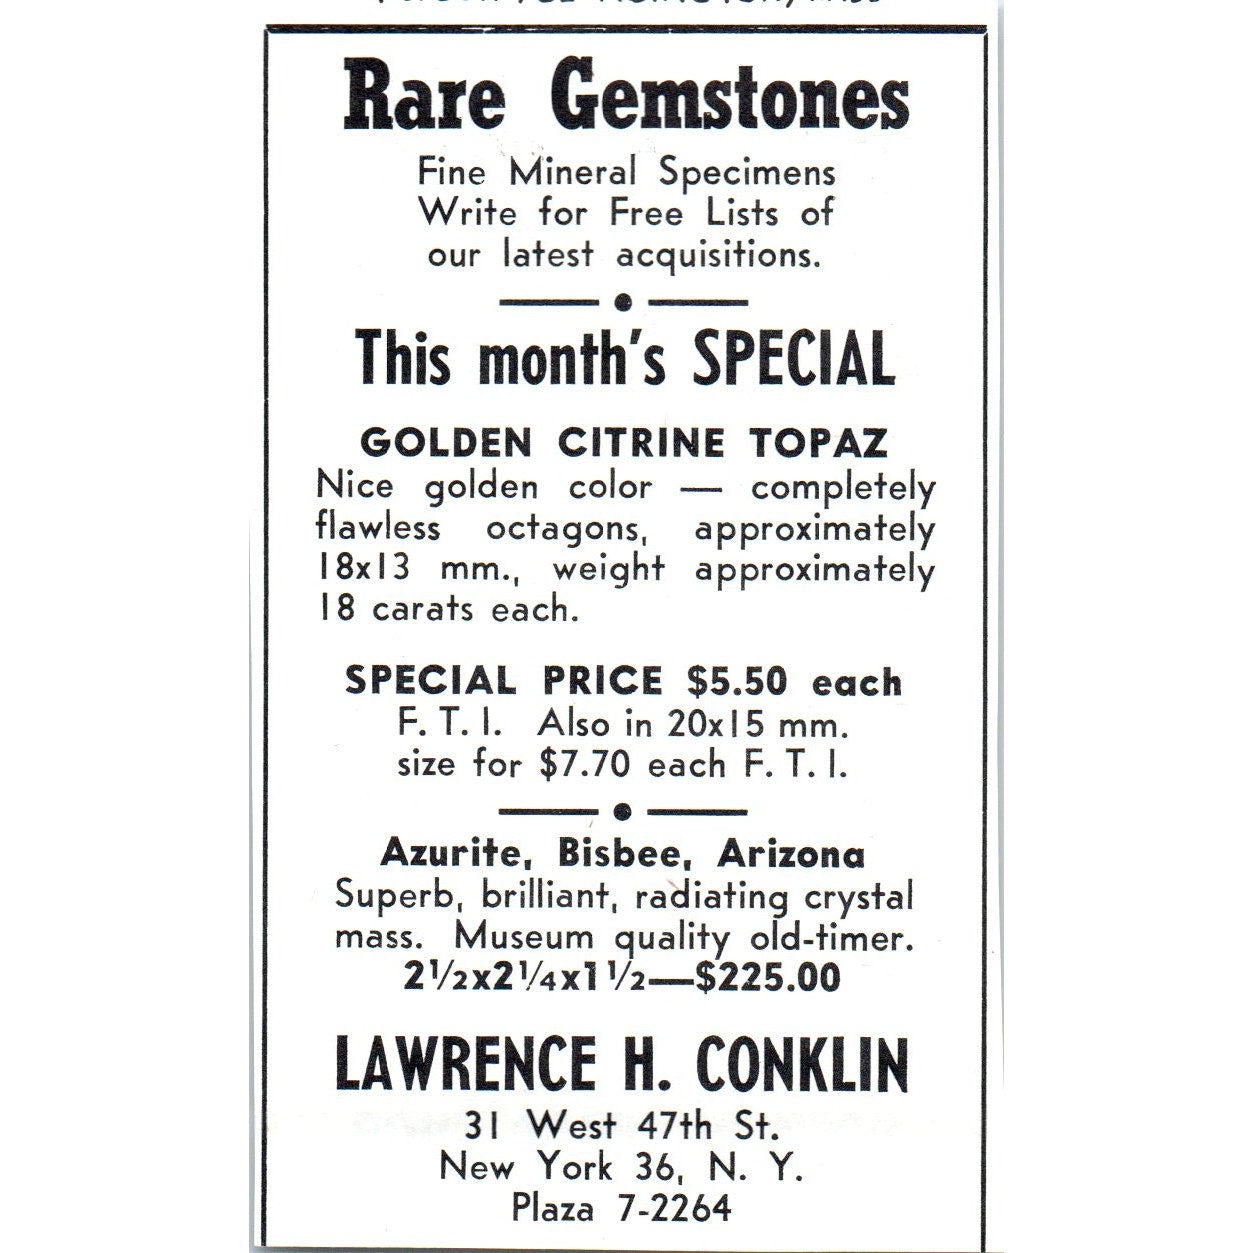 Rare Gemstones
Fine Mineral Specimens
Write for Free Lists of
our latest acquisitions.
This month's SPECIAL
GOLDEN CITRINE TOPAZ
Nice golden color — completely
flawless octagons, approximately
18x13 mm., weight approximately
18 carats each.
SPECIAL PRICE $5.50 each
F. T. I. Also in 20x15 mm.
size for $7.70 each F. T. I.
Azurite, Bisbee, Arizona
Superb, brilliant, radiating crystal
mass. Museum quality old-timer.
2½x2¼x1½—$225.00
LAWRENCE H. CONKLIN
31 West 47th St.
New York 36, N. Y.
Plaza 7-2264